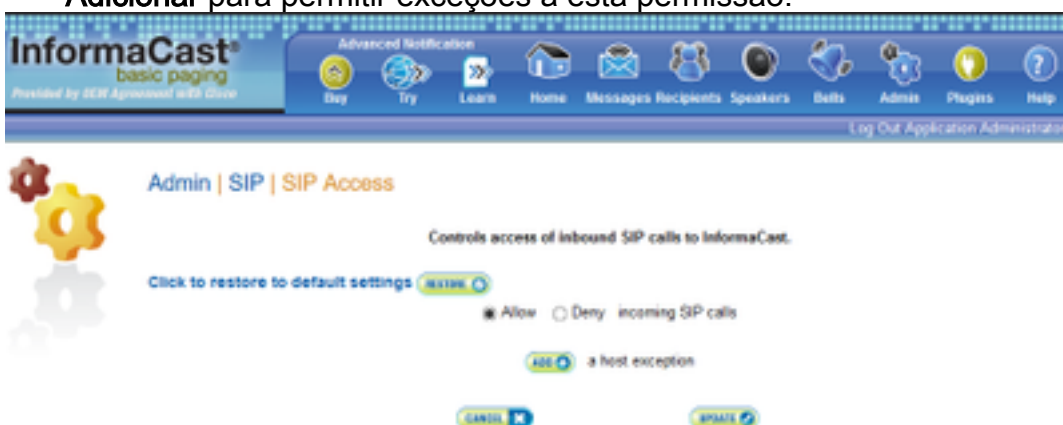 Adicionar para permitir exceções a esta permissão.
InformaCast®
basic paging
Provided by OEM Agreement with Cisco
Advanced Notification
Buy Try Learn Home Messages Recipients Speakers Bells Admin Plugins Help
Log Out Application Administrator
Admin | SIP | SIP Access
Controls access of inbound SIP calls to InformaCast.
Click to restore to default settings RESTORE
Allow Deny incoming SIP calls
ADD a host exception
CANCEL UPDATE